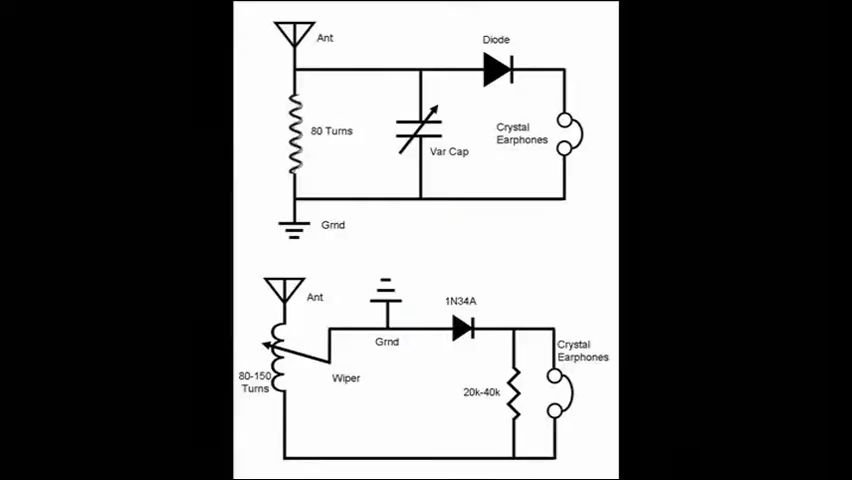 Ant
Diode
80 Turns
Crystal
Earphones
Var Cap
Grnd
Ant
1N34A
Grnd
Crystal
Earphones
80-150
Turns
Wiper
20k-40k